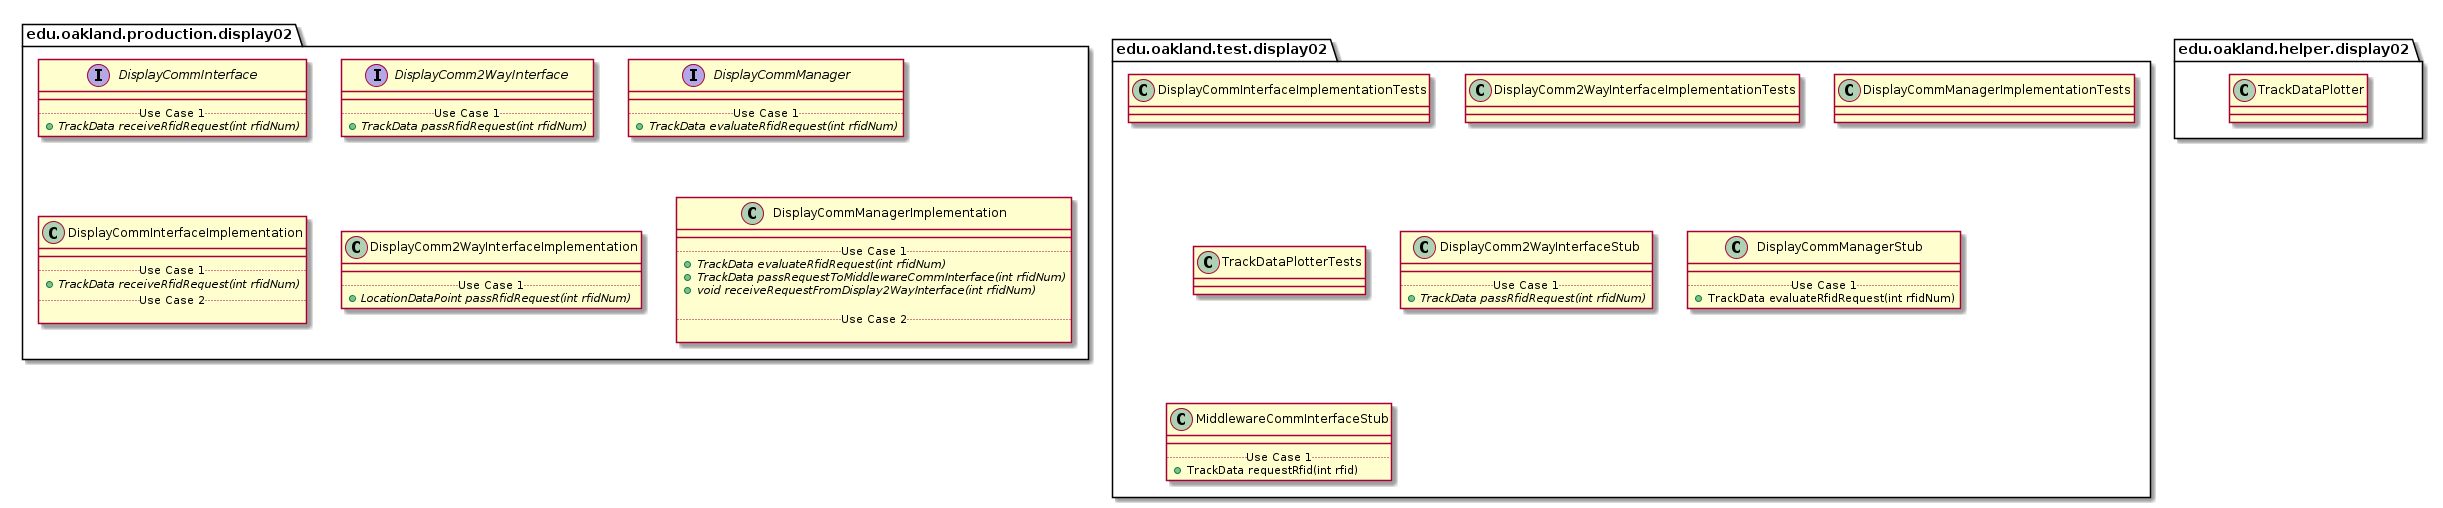 edu.oakland.production.display02
I DisplayCommInterface
Use Case 1
TrackData receiveRfidRequest(int rfidNum)
I DisplayComm2WayInterface
Use Case 1
TrackData passRfidRequest(int rfidNum)
I DisplayCommManager
Use Case 1
TrackData evaluateRfidRequest(int rfidNum)
C DisplayCommInterfaceImplementation
Use Case 1
TrackData receiveRfidRequest(int rfidNum)
Use Case 2
C DisplayComm2WayInterfaceImplementation
Use Case 1
LocationDataPoint passRfidRequest(int rfidNum)
C DisplayCommManagerImplementation
Use Case 1
TrackData evaluateRfidRequest(int rfidNum)
TrackData passRequestToMiddlewareCommInterface(int rfidNum)
void receiveRequestFromDisplay2WayInterface(int rfidNum)
Use Case 2
edu.oakland.test.display02
C DisplayCommInterfaceImplementationTests
C DisplayComm2WayInterfaceImplementationTests
C DisplayCommManagerImplementationTests
C TrackDataPlotterTests
C DisplayComm2WayInterfaceStub
Use Case 1
TrackData passRfidRequest(int rfidNum)
C DisplayCommManagerStub
Use Case 1
TrackData evaluateRfidRequest(int rfidNum)
C MiddlewareCommInterfaceStub
Use Case 1
TrackData requestRfid(int rfid)
edu.oakland.helper.display02
C TrackDataPlotter